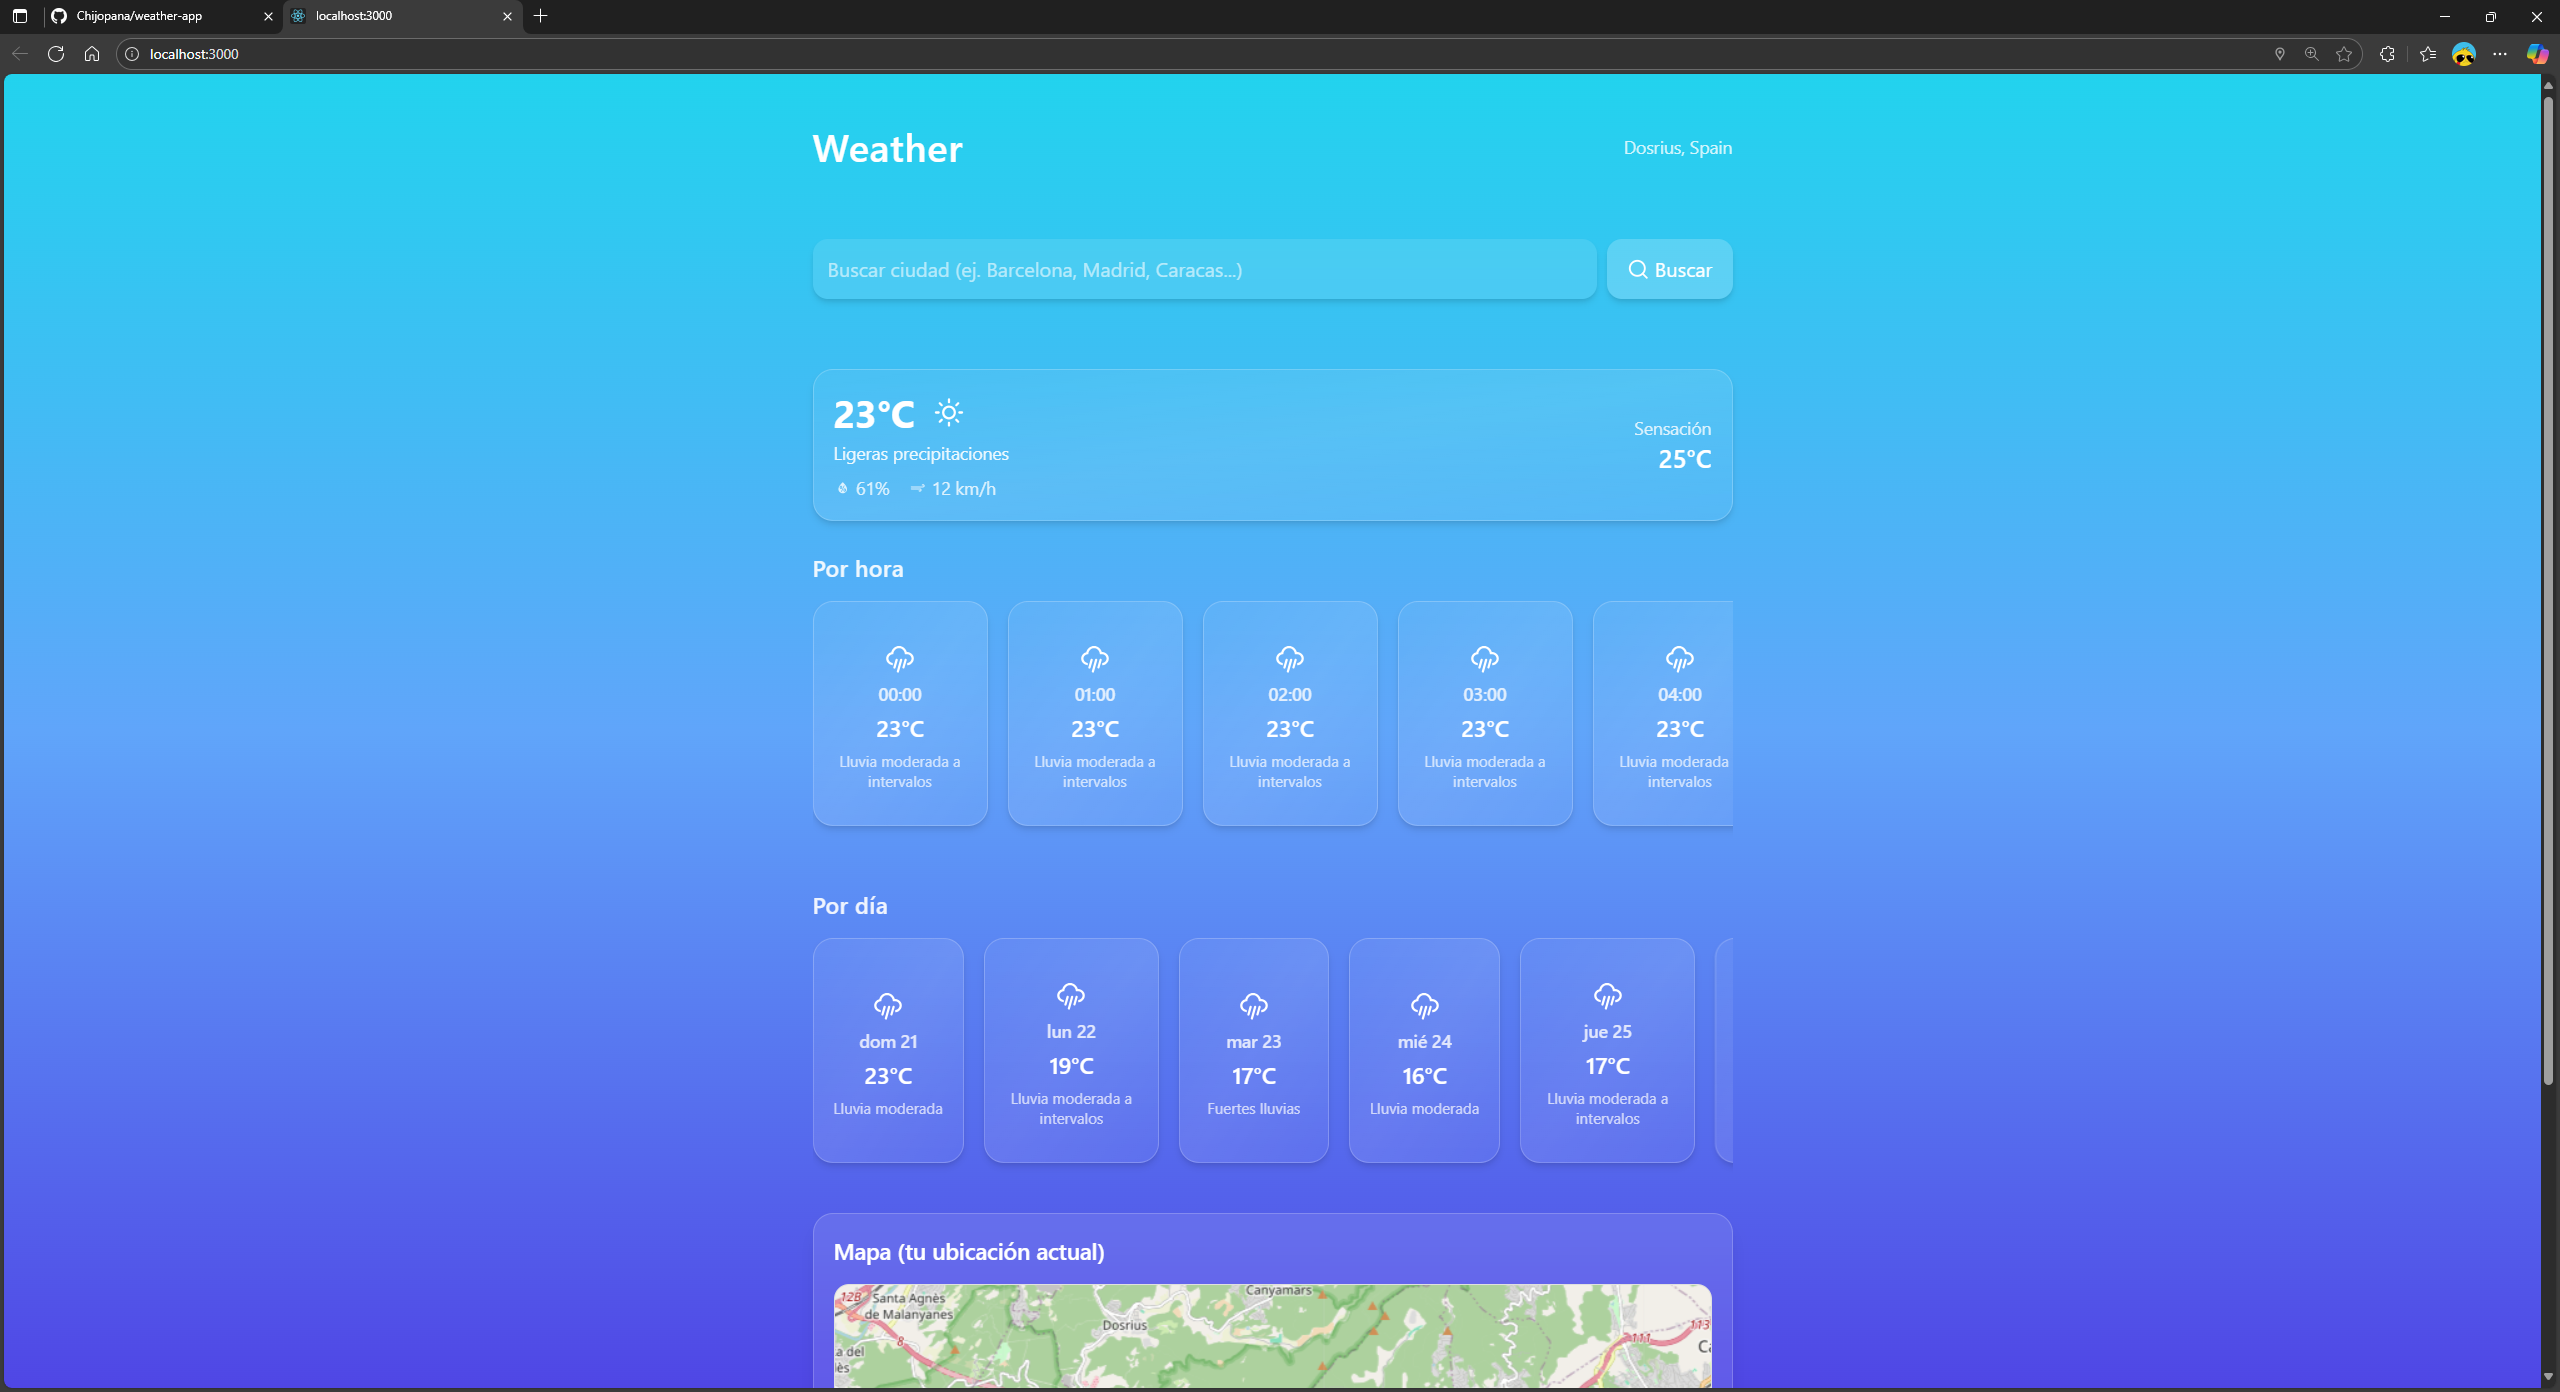 Chijopana/weather-app
localhost:3000
localhost:3000
Weather
Dosrius, Spain
Buscar ciudad (ej. Barcelona, Madrid, Caracas...)
Buscar
23°C
Ligeras precipitaciones
61%
12 km/h
Sensación
25°C
Por hora
00:00
23°C
Lluvia moderada a
intervalos
01:00
23°C
Lluvia moderada a
intervalos
02:00
23°C
Lluvia moderada a
intervalos
03:00
23°C
Lluvia moderada a
intervalos
04:00
23°C
Lluvia moderada
intervalos
Por día
dom 21
23°C
Lluvia moderada
lun 22
19°C
Lluvia moderada a
intervalos
mar 23
17°C
Fuertes lluvias
mié 24
16°C
Lluvia moderada
jue 25
17°C
Lluvia moderada a
intervalos
Mapa (tu ubicación actual)
128
Santa Agnès
de Malanyanes
8
Dosrius
Canyamars
111
113
a del